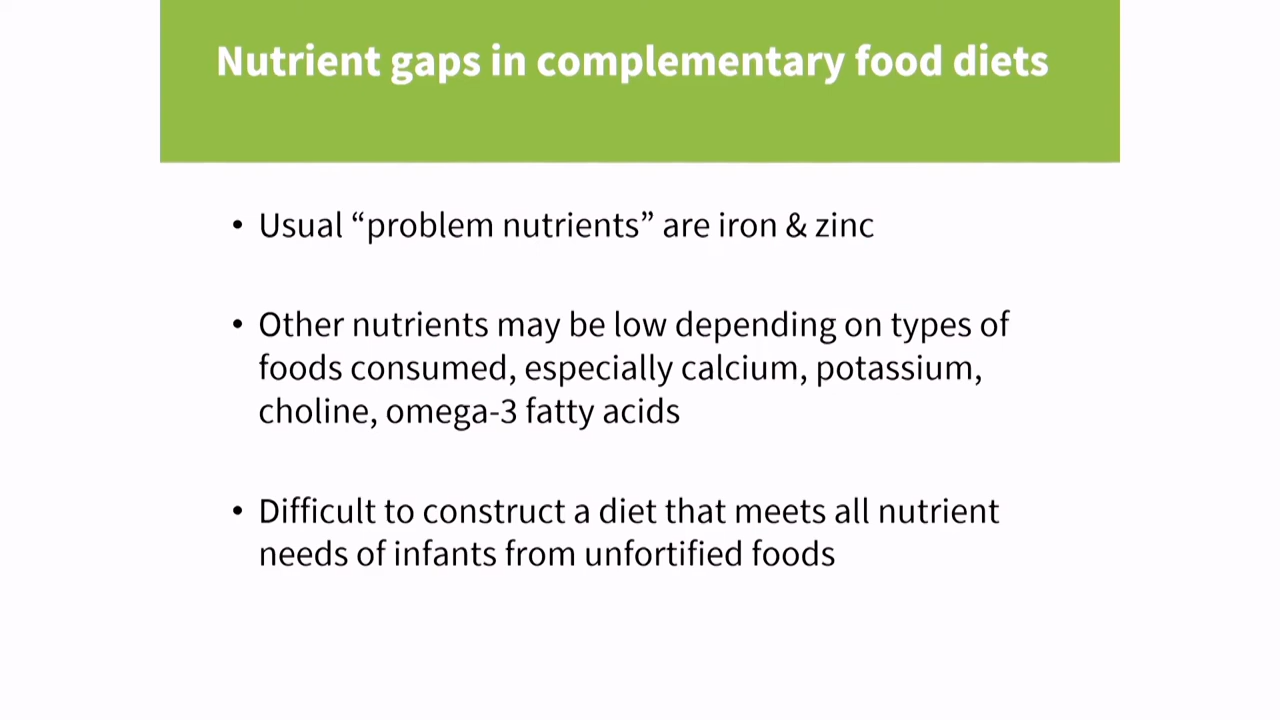 Nutrient gaps in complementary food diets
• Usual “problem nutrients” are iron & zinc
• Other nutrients may be low depending on types of
foods consumed, especially calcium, potassium,
choline, omega-3 fatty acids
• Difficult to construct a diet that meets all nutrient
needs of infants from unfortified foods